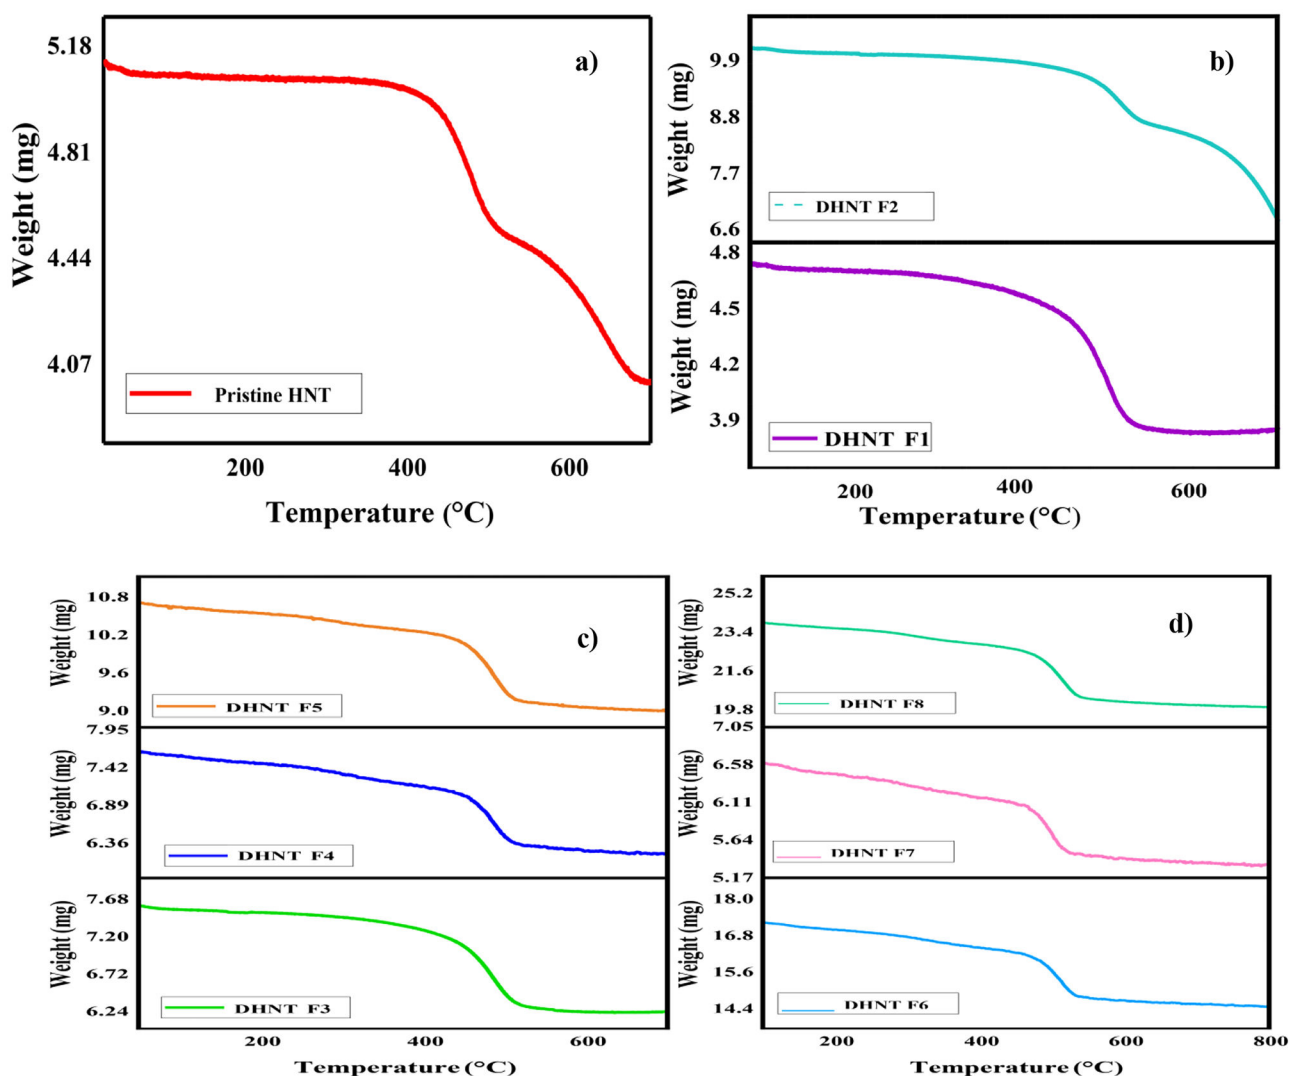 5.18
4.81
4.44
4.07
Weight (mg)
a)
Pristine HNT
200 400 600
Temperature (°C)
9.9
8.8
7.7
6.6
Weight (mg)
b)
DHNT F2
4.8
4.5
4.2
3.9
Weight (mg)
DHNT F1
200 400 600
Temperature (°C)
10.8
10.2
9.6
9.0
Weight (mg)
c)
DHNT F5
7.95
7.42
6.89
6.36
Weight (mg)
DHNT F4
7.68
7.20
6.72
6.24
Weight (mg)
DHNT F3
200 400 600
Temperature (°C)
25.2
23.4
21.6
19.8
Weight (mg)
d)
DHNT F8
7.05
6.58
6.11
5.64
5.17
Weight (mg)
DHNT F7
18.0
16.8
15.6
14.4
Weight (mg)
DHNT F6
200 400 600 800
Temperature (°C)